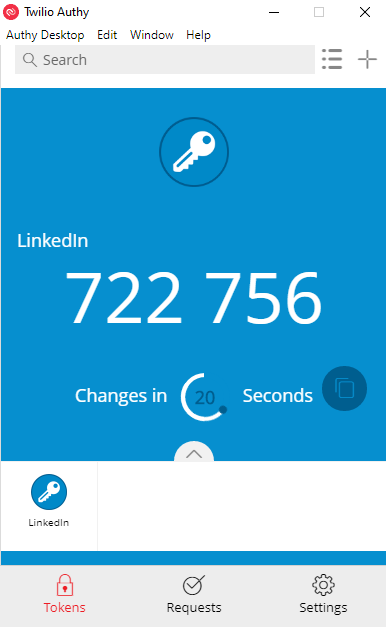 Twilio Authy
Authy Desktop Edit Window Help
Search
LinkedIn
722 756
Changes in 20 Seconds
LinkedIn
Tokens Requests Settings